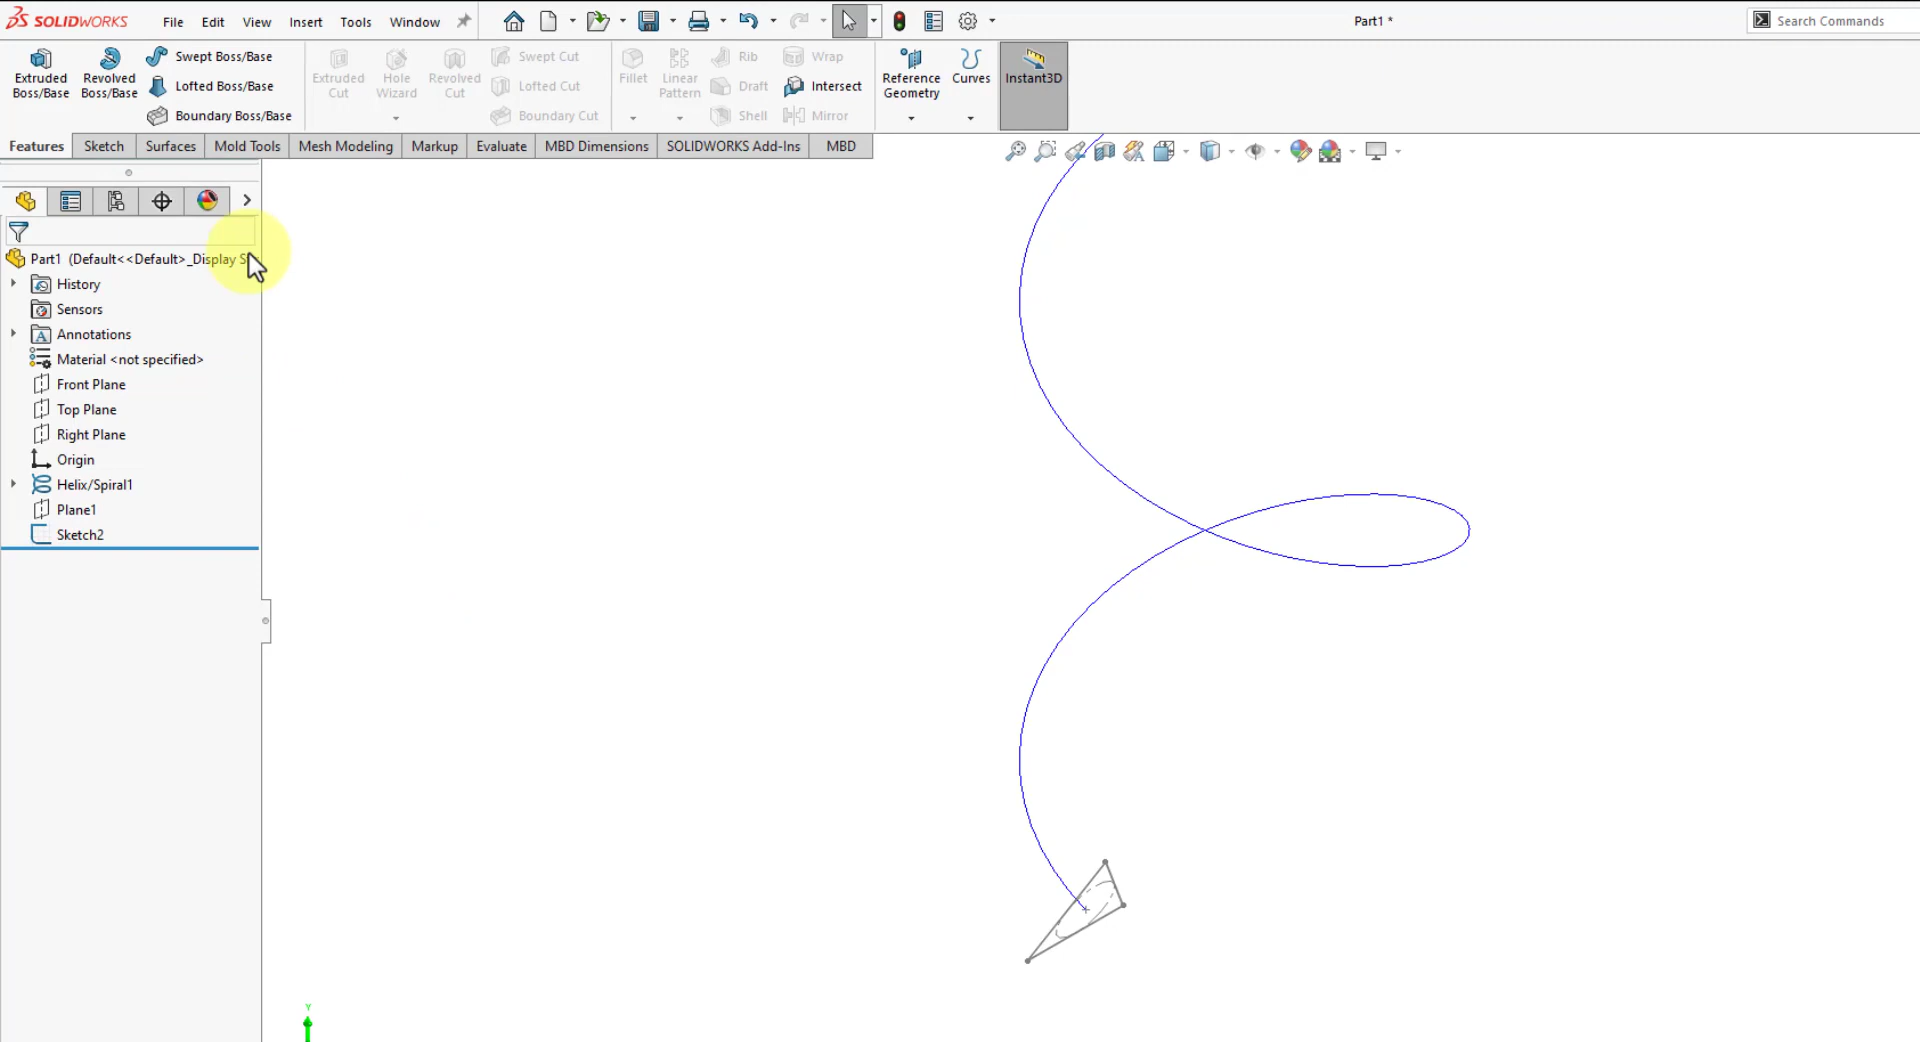 SOLIDWORKS File Edit View Insert Tools Window Part1 * Search Commands
Extruded Boss/Base
Revolved Boss/Base
Swept Boss/Base
Lofted Boss/Base
Boundary Boss/Base
Extruded Cut
Hole Wizard
Revolved Cut
Swept Cut
Lofted Cut
Boundary Cut
Fillet
Linear Pattern
Rib
Draft
Shell
Wrap
Intersect
Mirror
Reference Geometry
Curves
Instant3D
Features Sketch Surfaces Mold Tools Mesh Modeling Markup Evaluate MBD Dimensions SOLIDWORKS Add-Ins MBD
Part1 (Default<<Default>_Display S
History
Sensors
Annotations
Material <not specified>
Front Plane
Top Plane
Right Plane
Origin
Helix/Spiral1
Plane1
Sketch2
Y